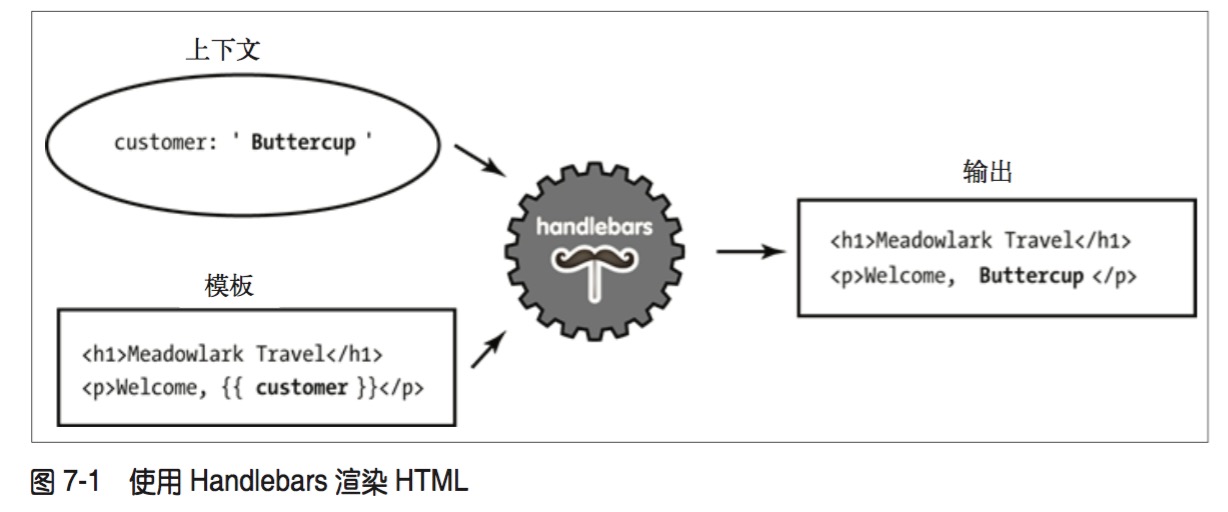 上下文
customer: ' Buttercup '
handlebars
输出
<h1>Meadowlark Travel</h1>
<p>Welcome, Buttercup </p>
模板
<h1>Meadowlark Travel</h1>
<p>Welcome, {{ customer }}</p>
图 7-1 使用 Handlebars 渲染 HTML